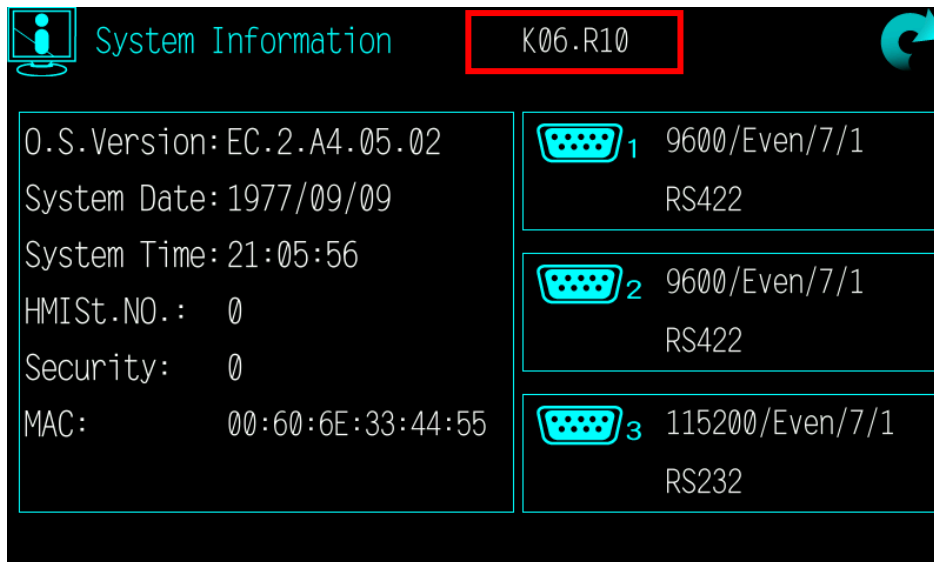 System Information K06.R10
O.S.Version:EC.2.A4.05.02
System Date:1977/09/09
System Time:21:05:56
HMISt.NO.: 0
Security: 0
MAC: 00:60:6E:33:44:55
1 9600/Even/7/1
RS422
2 9600/Even/7/1
RS422
3 115200/Even/7/1
RS232